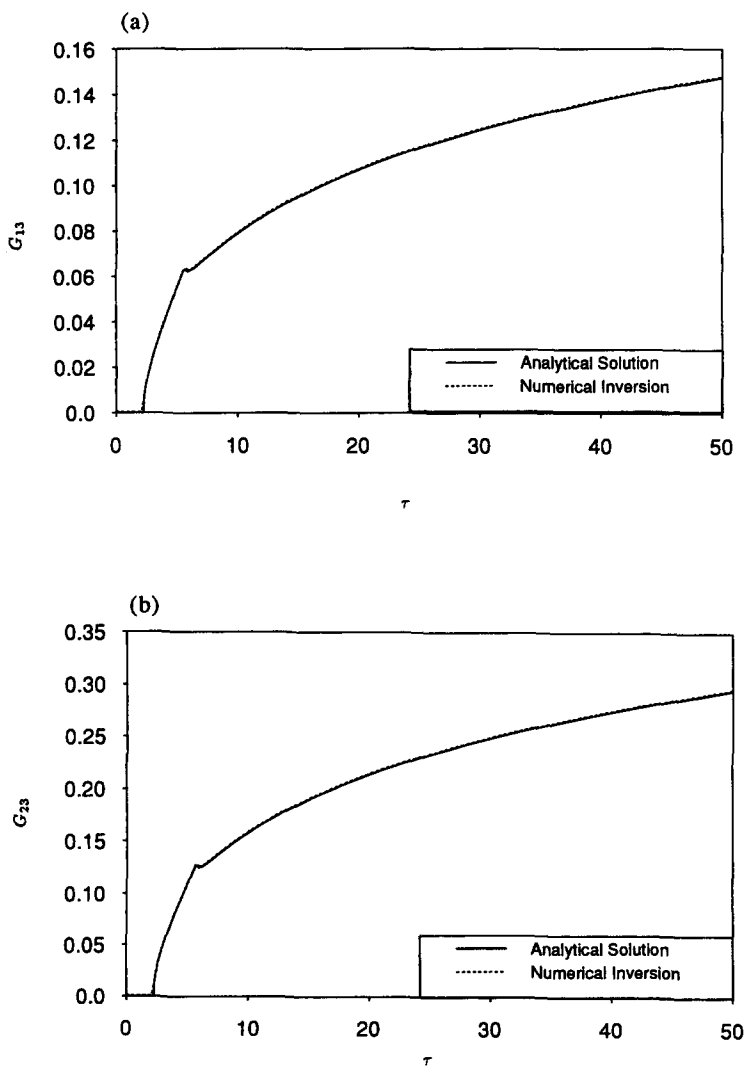 (a)
0.16
0.14
0.12
0.10
0.08
0.06
0.04
0.02
0.0
G13
Analytical Solution
Numerical Inversion
0 10 20 30 40 50
τ
(b)
0.35
0.30
0.25
0.20
0.15
0.10
0.05
0.0
G23
Analytical Solution
Numerical Inversion
0 10 20 30 40 50
τ